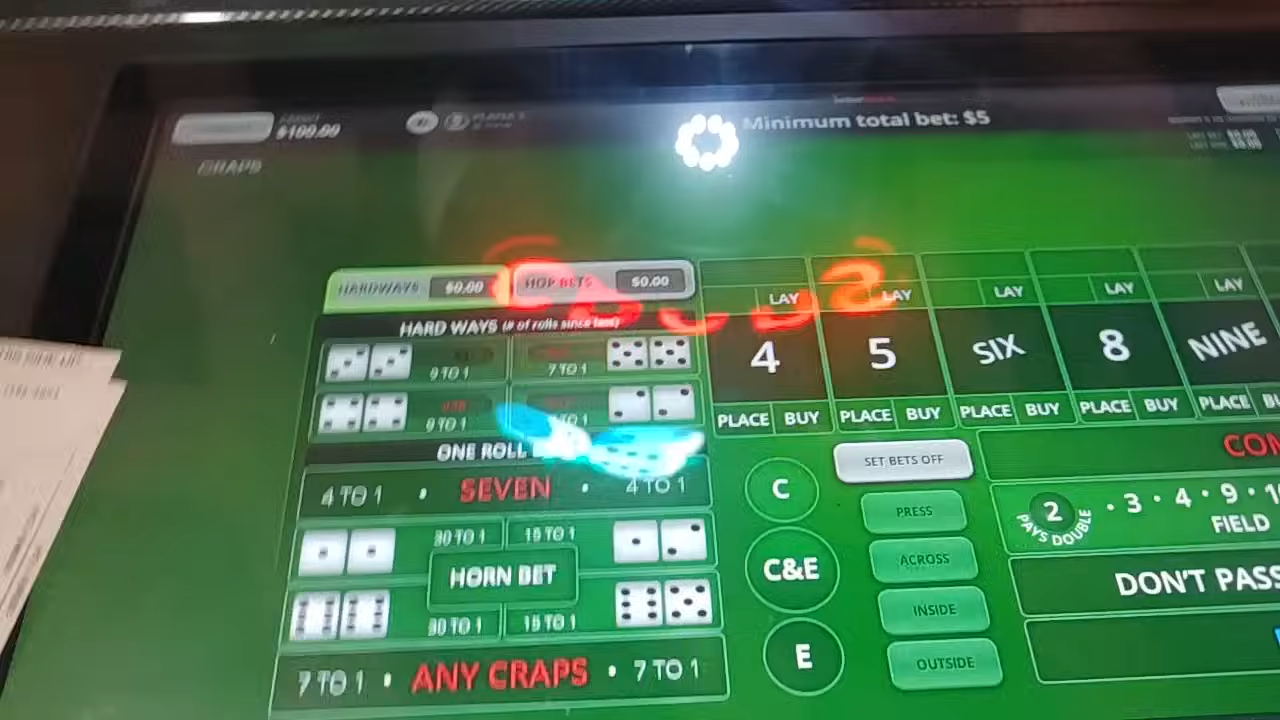 $100.00
Minimum total bet: $5
CRAPS
HARDWAYS $0.00
HOP BETS $0.00
HARD WAYS (# of rolls since last)
9 TO 1
7 TO 1
9 TO 1
ONE ROLL
4 TO 1 • SEVEN • 4 TO 1
30 TO 1
15 TO 1
HORN BET
30 TO 1
15 TO 1
7 TO 1 • ANY CRAPS • 7 TO 1
LAY LAY LAY LAY LAY
4 5 SIX 8 NINE
PLACE BUY PLACE BUY PLACE BUY PLACE BUY PLACE
C
C&E
E
SET BETS OFF
PRESS
ACROSS
INSIDE
OUTSIDE
2 • 3 • 4 • 9 •
PAYS DOUBLE
FIELD
DON'T PASS